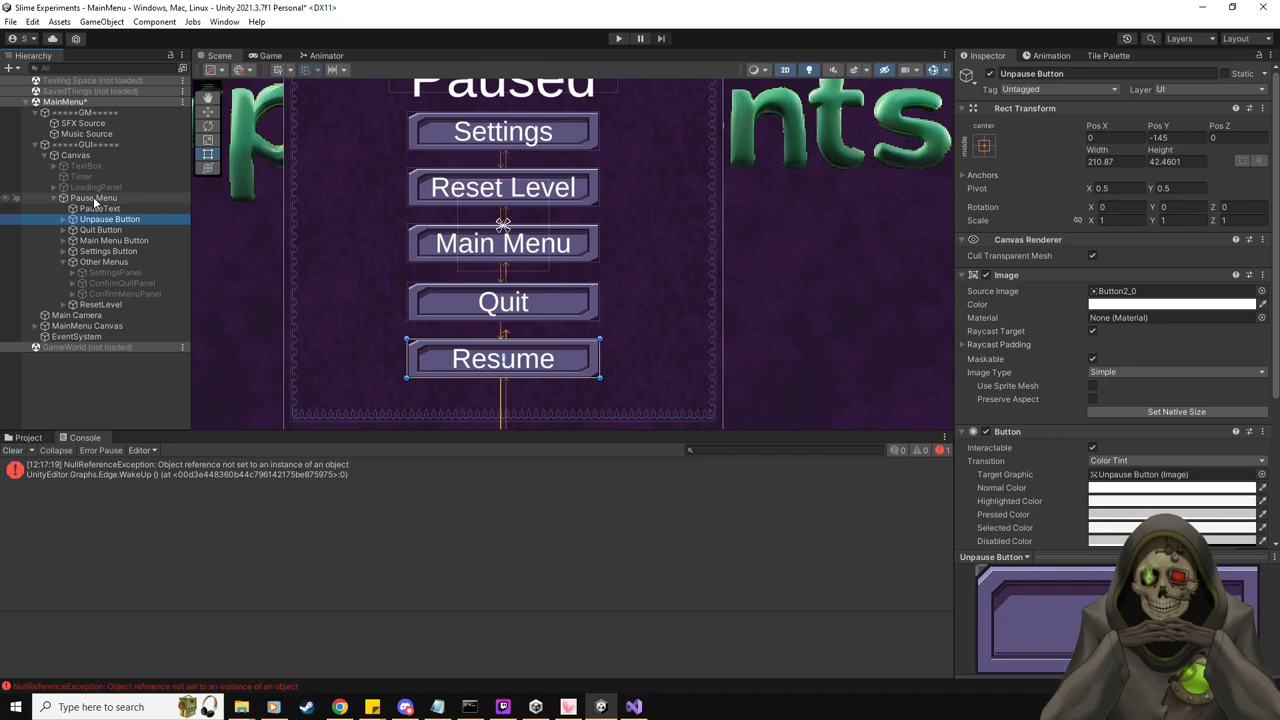 Slime Experiments - MainMenu - Windows, Mac, Linux - Unity 2021.3.7f1 Personal* <DX11>
File Edit Assets GameObject Component Jobs Window Help
S Layers Layout
Hierarchy
All
Testing Space (not loaded)
SavedThings (not loaded)
MainMenu*
=====GM=====
SFX Source
Music Source
=====GUI=====
Canvas
TextBox
Timer
LoadingPanel
Pause Menu
PauseText
Unpause Button
Quit Button
Main Menu Button
Settings Button
Other Menus
SettingsPanel
ConfirmQuitPanel
ConfirmMenuPanel
ResetLevel
Main Camera
MainMenu Canvas
EventSystem
GameWorld (not loaded)
Scene Game Animator
2D
Paused
p nts
Settings
Reset Level
Main Menu
Quit
Resume
Inspector Animation Tile Palette
Unpause Button Static
Tag Untagged Layer UI
Rect Transform
center Pos X Pos Y Pos Z
middle 0 -145 0
Width Height
210.87 42.4601
R
Anchors
Pivot X 0.5 Y 0.5
Rotation X 0 Y 0 Z 0
Scale X 1 Y 1 Z 1
Canvas Renderer
Cull Transparent Mesh
Image
Source Image Button2_0
Color
Material None (Material)
Raycast Target
Raycast Padding
Maskable
Image Type Simple
Use Sprite Mesh
Preserve Aspect
Set Native Size
Button
Interactable
Transition Color Tint
Target Graphic Unpause Button (Image)
Normal Color
Highlighted Color
Pressed Color
Selected Color
Disabled Color
Unpause Button
Project Console
Clear Collapse Error Pause Editor 0 0 1
[12:17:19] NullReferenceException: Object reference not set to an instance of an object
UnityEditor.Graphs.Edge.WakeUp () (at <00d3e448360b44c796142175be875975>:0)
NullReferenceException: Object reference not set to an instance of an object
Type here to search